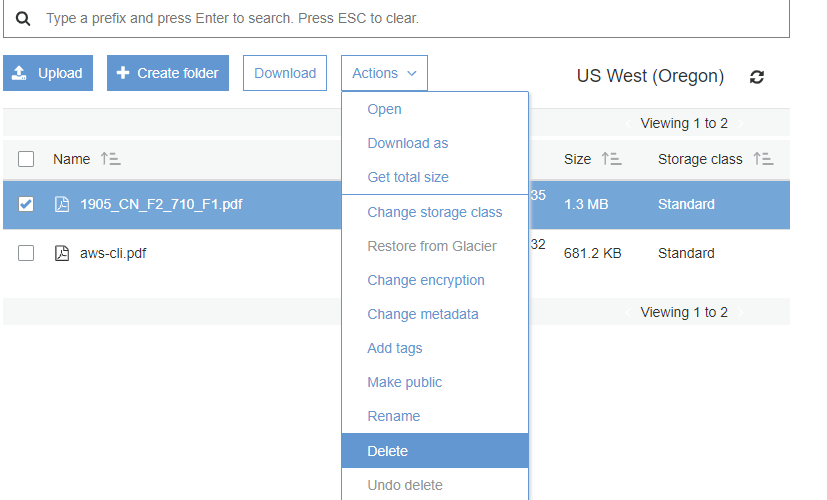 Type a prefix and press Enter to search. Press ESC to clear.
Upload Create folder Download Actions US West (Oregon)
Viewing 1 to 2
Name Size Storage class
1905_CN_F2_710_F1.pdf 35 1.3 MB Standard
aws-cli.pdf 32 681.2 KB Standard
Viewing 1 to 2
Open
Download as
Get total size
Change storage class
Restore from Glacier
Change encryption
Change metadata
Add tags
Make public
Rename
Delete
Undo delete